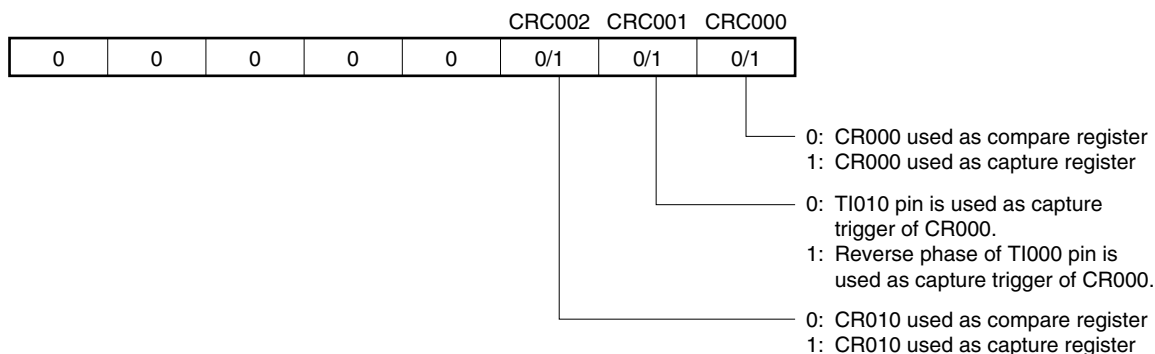 CRC002 CRC001 CRC000
0 0 0 0 0 0/1 0/1 0/1
0: CR000 used as compare register
1: CR000 used as capture register
0: TI010 pin is used as capture
trigger of CR000.
1: Reverse phase of TI000 pin is
used as capture trigger of CR000.
0: CR010 used as compare register
1: CR010 used as capture register